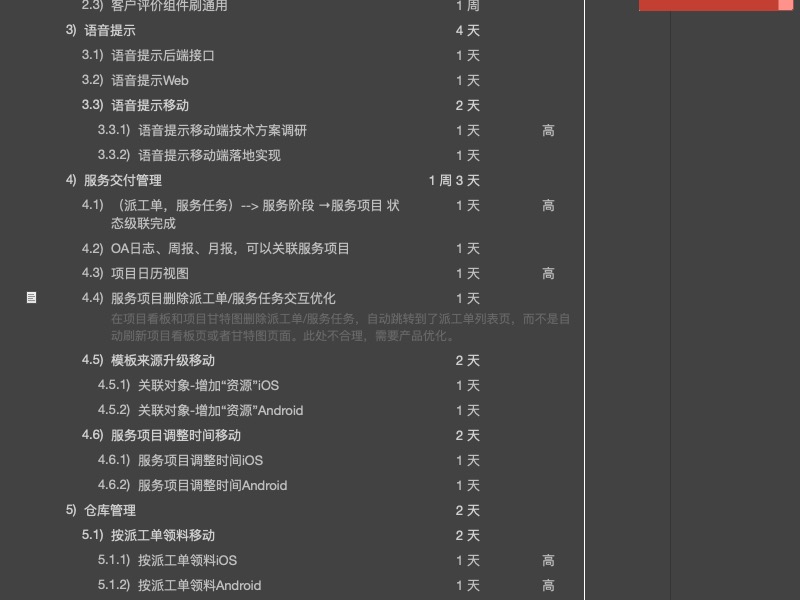 2.3) 客户评价组件刷通用 1 周
3) 语音提示 4 天
3.1) 语音提示后端接口 1 天
3.2) 语音提示Web 1 天
3.3) 语音提示移动 2 天
3.3.1) 语音提示移动端技术方案调研 1 天 高
3.3.2) 语音提示移动端落地实现 1 天
4) 服务交付管理 1 周 3 天
4.1) （派工单，服务任务）--> 服务阶段 →服务项目 状 1 天 高
态级联完成
4.2) OA日志、周报、月报，可以关联服务项目 1 天
4.3) 项目日历视图 1 天 高
4.4) 服务项目删除派工单/服务任务交互优化 1 天
在项目看板和项目甘特图删除派工单/服务任务，自动跳转到了派工单列表页，而不是自
动刷新项目看板页或者甘特图页面。此处不合理，需要产品优化。
4.5) 模板来源升级移动 2 天
4.5.1) 关联对象-增加“资源”iOS 1 天
4.5.2) 关联对象-增加“资源”Android 1 天
4.6) 服务项目调整时间移动 2 天
4.6.1) 服务项目调整时间iOS 1 天
4.6.2) 服务项目调整时间Android 1 天
5) 仓库管理 2 天
5.1) 按派工单领料移动 2 天
5.1.1) 按派工单领料iOS 1 天 高
5.1.2) 按派工单领料Android 1 天 高